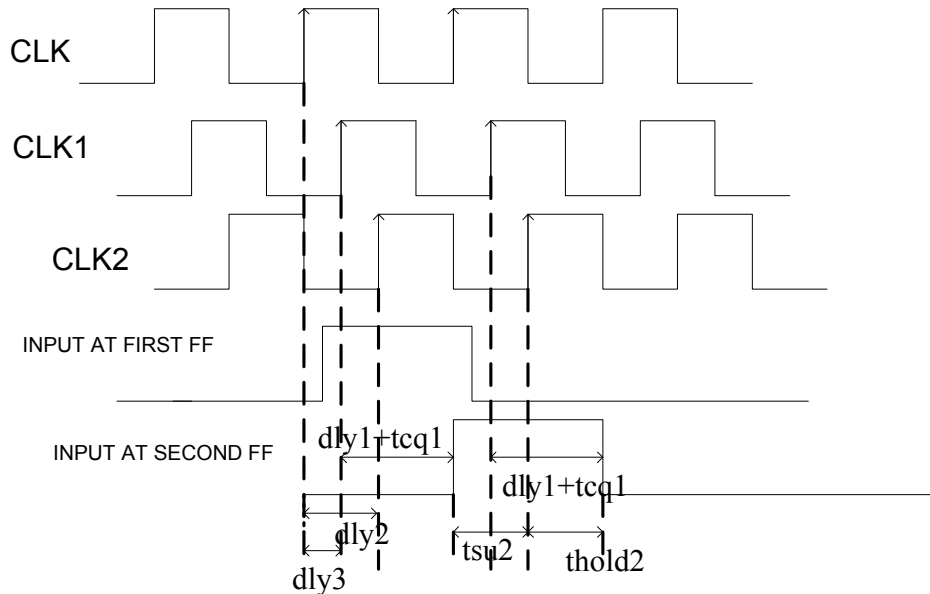 CLK
CLK1
CLK2
INPUT AT FIRST FF
dly1+tcq1
INPUT AT SECOND FF
dly1+tcq1
dly2
tsu2
thold2
dly3